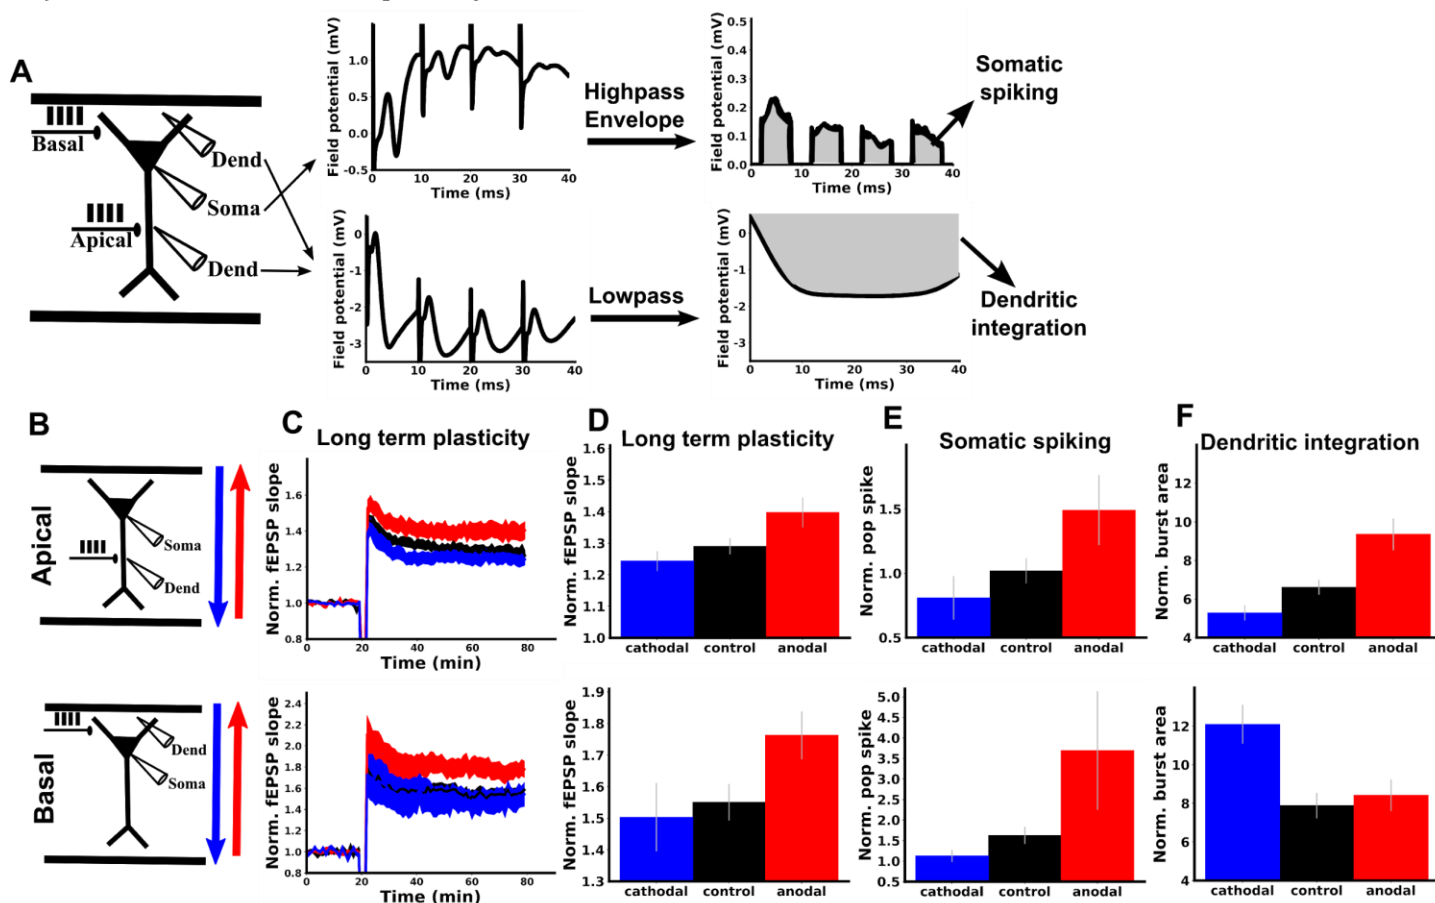 A
Basal
Dend
Soma
Apical
Dend
Field potential (mV)
1.0
0.0
-0.5
0 10 20 30 40
Time (ms)
Highpass
Envelope
Field potential (mV)
0.5
0.4
0.3
0.2
0.1
0.0
0 10 20 30 40
Time (ms)
Somatic
spiking
Field potential (mV)
0
-1
-2
-3
0 10 20 30 40
Time (ms)
Lowpass
Field potential (mV)
0
-1
-2
-3
0 10 20 30 40
Time (ms)
Dendritic
integration
B
Apical
Soma
Dend
C
Long term plasticity
Norm. fEPSP slope
1.6
1.4
1.2
1.0
0.8
0 20 40 60 80
Time (min)
D
Long term plasticity
Norm. fEPSP slope
1.6
1.5
1.4
1.3
1.2
1.1
1.0
cathodal control anodal
E
Somatic spiking
Norm. pop spike
1.5
1.0
0.5
cathodal control anodal
F
Dendritic integration
Norm. burst area
12
10
8
6
4
cathodal control anodal
Basal
Dend
Soma
Norm. fEPSP slope
2.4
2.2
2.0
1.8
1.6
1.4
1.2
1.0
0.8
0 20 40 60 80
Time (min)
Norm. fEPSP slope
1.9
1.8
1.7
1.6
1.5
1.4
1.3
cathodal control anodal
Norm. pop spike
5.0
4.5
4.0
3.5
3.0
2.5
2.0
1.5
1.0
0.5
cathodal control anodal
Norm. burst area
12
10
8
6
4
cathodal control anodal